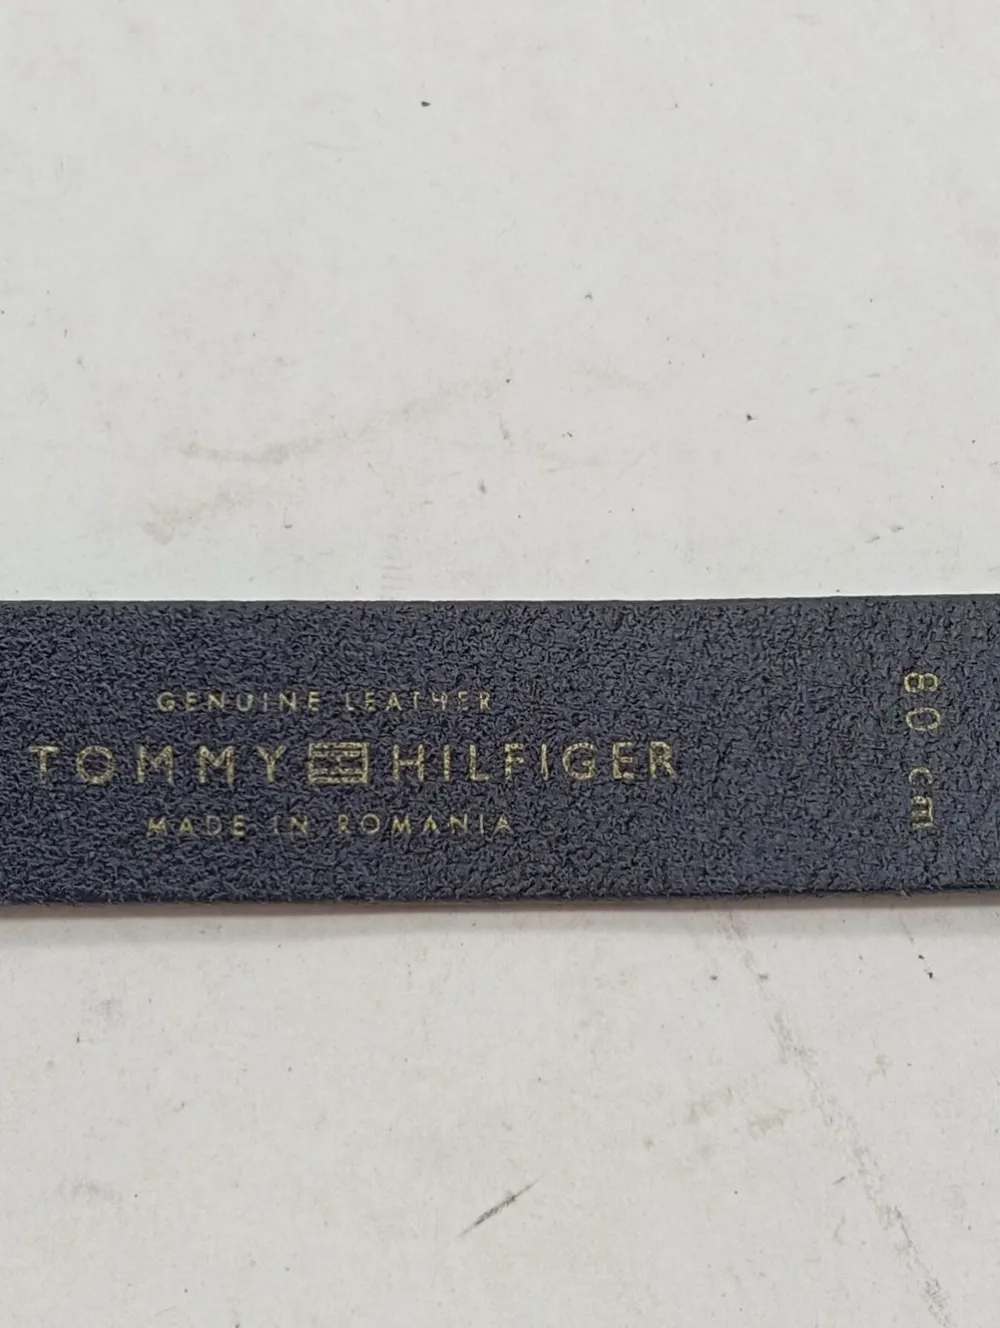 GENUINE LEATHER
TOMMY HILFIGER
MADE IN ROMANIA
80 cm